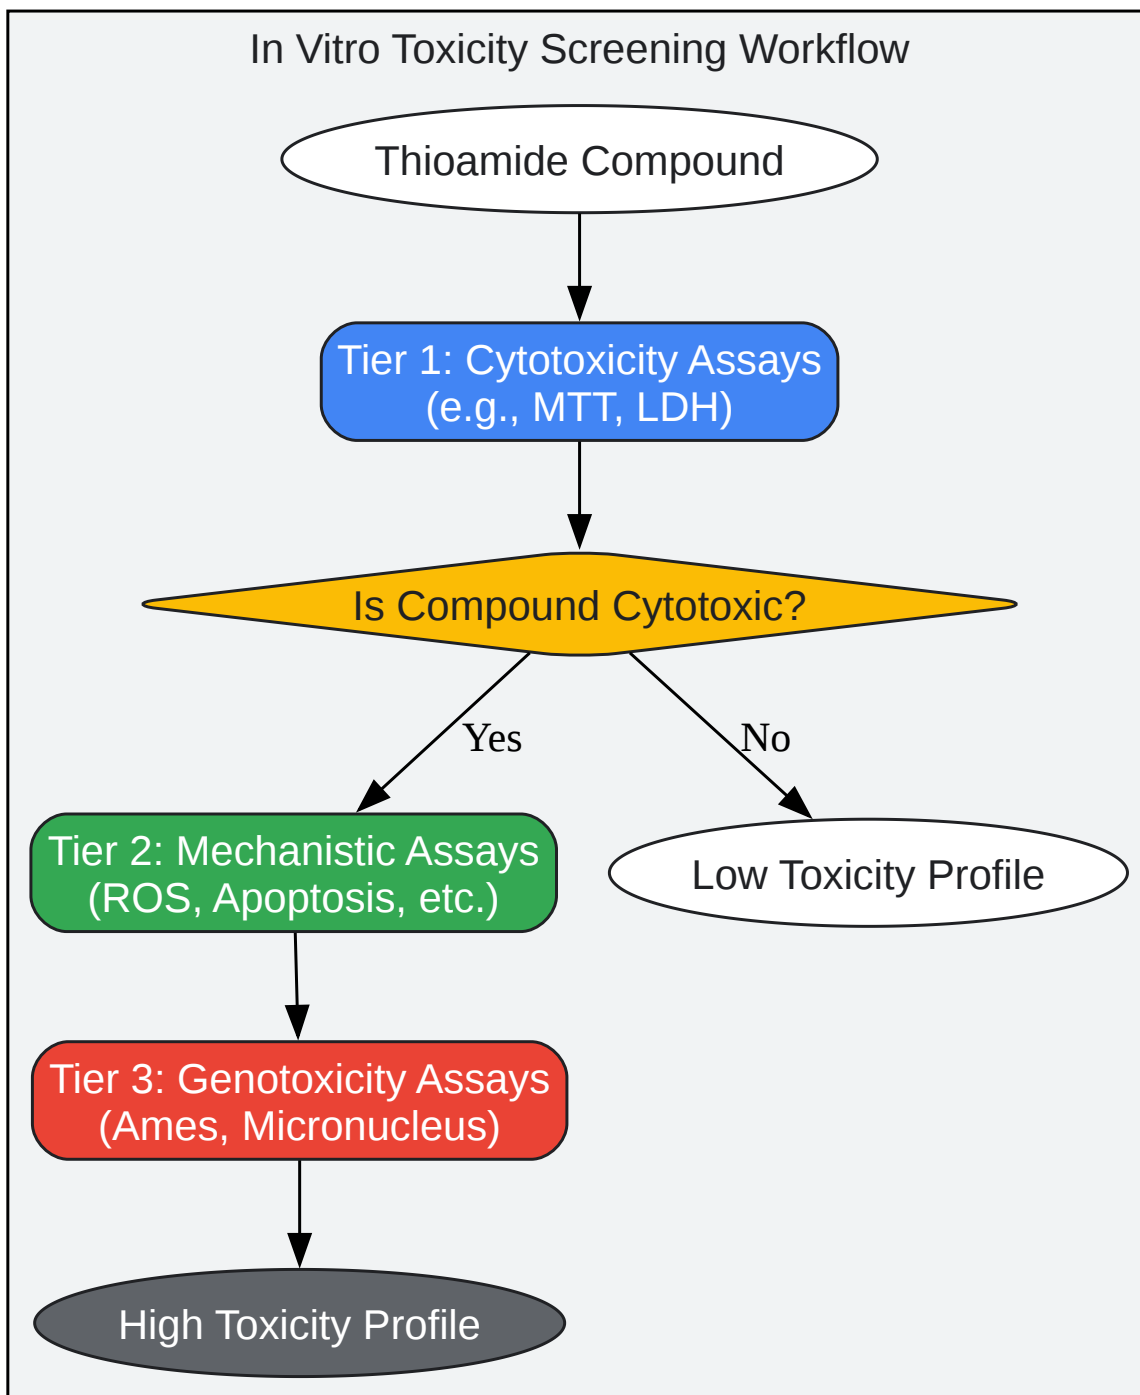 In Vitro Toxicity Screening Workflow
Thioamide Compound
Tier 1: Cytotoxicity Assays
(e.g., MTT, LDH)
Is Compound Cytotoxic?
Yes
No
Tier 2: Mechanistic Assays
(ROS, Apoptosis, etc.)
Low Toxicity Profile
Tier 3: Genotoxicity Assays
(Ames, Micronucleus)
High Toxicity Profile